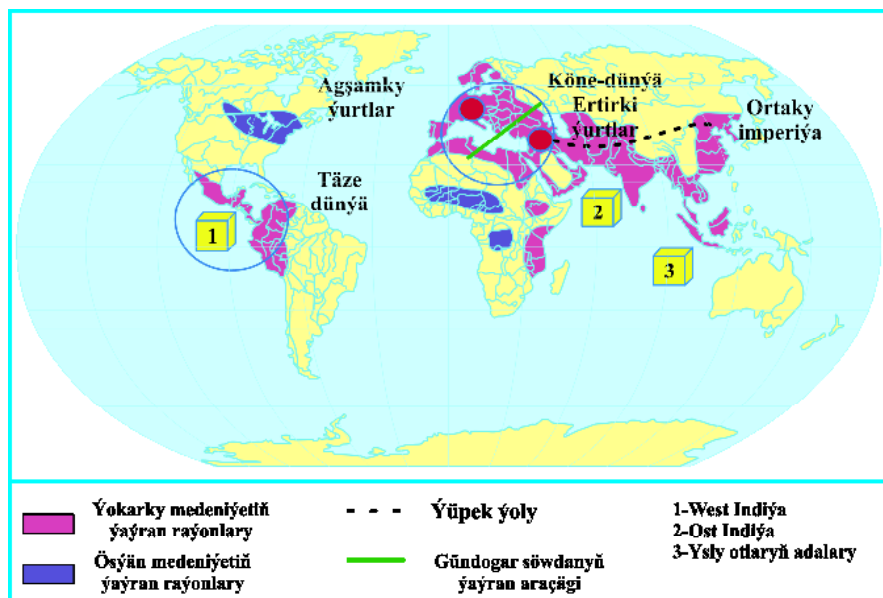 Agşamky
ýurtlar
Köne-dünýä
Ertirki
ýurtlar
Ortaky
imperiýa
Täze
dünýä
1
2
3
Ýokarky medeniýetiň
ýaýran raýonlary
Ösýän medeniýetiň
ýaýran raýonlary
Ýüpek ýoly
Gündogar söwdanyň
ýaýran araçägi
1-West Indiýa
2-Ost Indiýa
3-Ysly otlaryň adalary